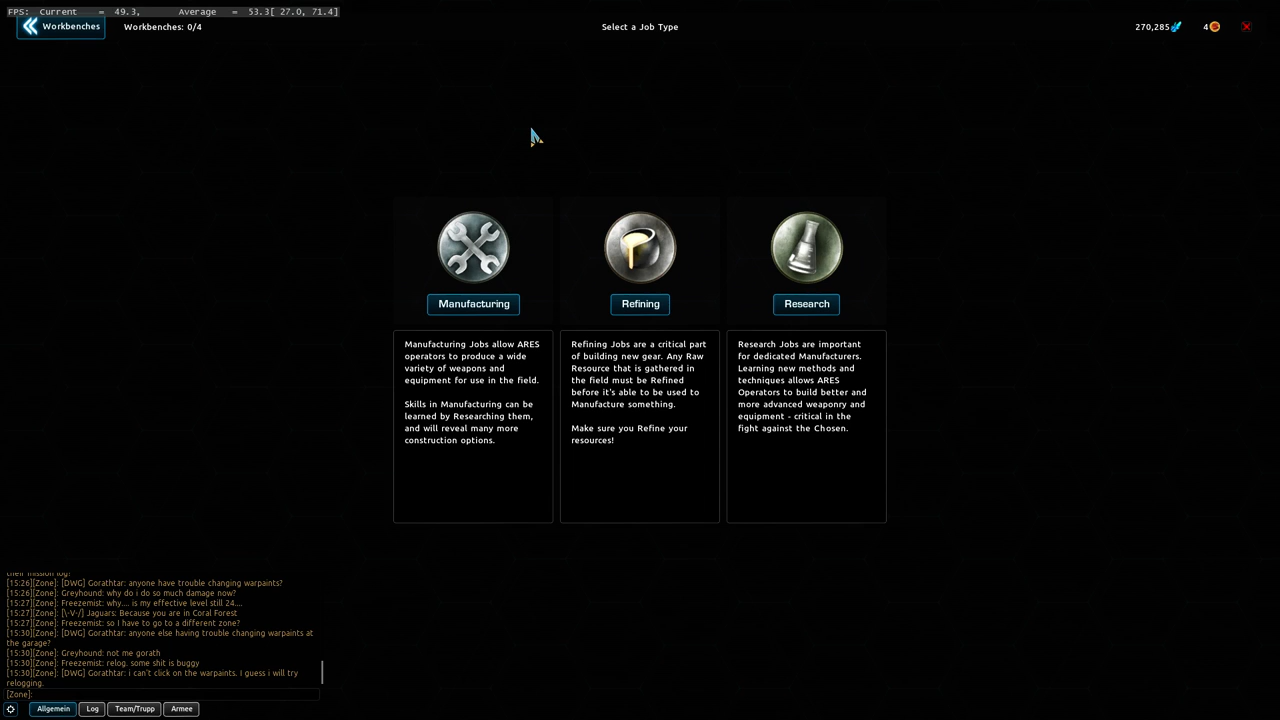 FPS: Current = 49.3, Average = 53.3[ 27.0, 71.4]
Workbenches
Workbenches: 0/4
Select a Job Type
270,285
4
Manufacturing
Refining
Research
Manufacturing Jobs allow ARES
operators to produce a wide
variety of weapons and
equipment for use in the field.
Skills in Manufacturing can be
learned by Researching them,
and will reveal many more
construction options.
Refining Jobs are a critical part
of building new gear. Any Raw
Resource that is gathered in
the field must be Refined
before it's able to be used to
Manufacture something.
Make sure you Refine your
resources!
Research Jobs are important
for dedicated Manufacturers.
Learning new methods and
techniques allows ARES
Operators to build better and
more advanced weaponry and
equipment - critical in the
fight against the Chosen.
their mission log!
[15:26][Zone]: [DWG] Gorathtar: anyone have trouble changing warpaints?
[15:26][Zone]: Greyhound: why do i do so much damage now?
[15:27][Zone]: Freezemist: why.... is my effective level still 24....
[15:27][Zone]: [\-V-/] Jaguars: Because you are in Coral Forest
[15:27][Zone]: Freezemist: so I have to go to a different zone?
[15:30][Zone]: [DWG] Gorathtar: anyone else having trouble changing warpaints at
the garage?
[15:30][Zone]: Greyhound: not me gorath
[15:30][Zone]: Freezemist: relog. some shit is buggy
[15:30][Zone]: [DWG] Gorathtar: i can't click on the warpaints. I guess i will try
relogging.
[Zone]:
Allgemein
Log
Team/Trupp
Armee